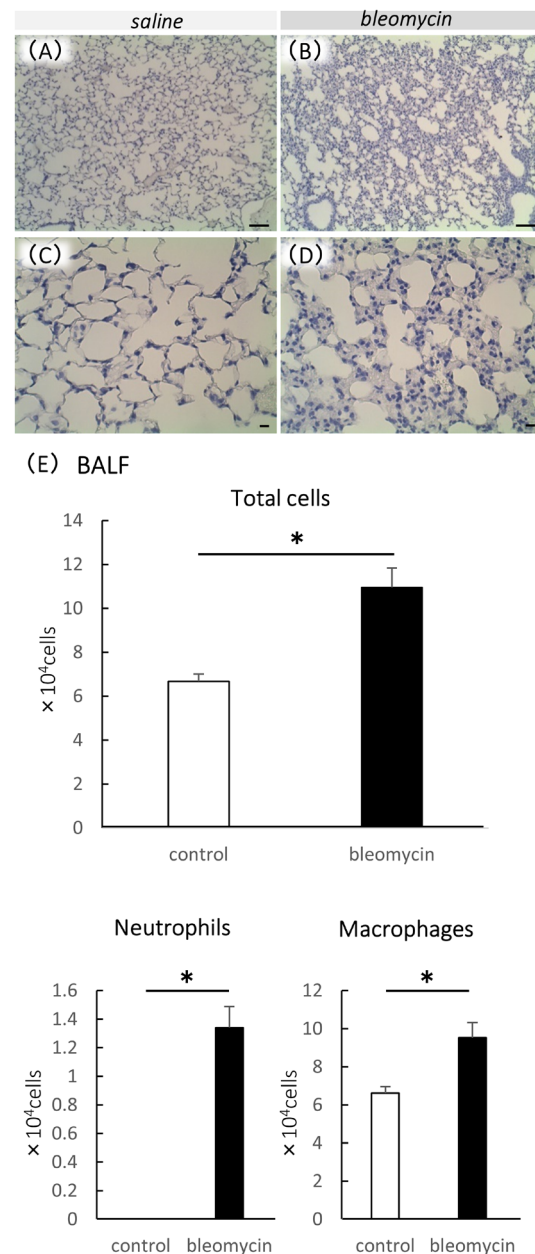 saline bleomycin
(A) (B)
(C) (D)
(E) BALF
Total cells
14
12
10
8
6
4
2
0
×10⁴cells
*
control bleomycin
Neutrophils
1.6
1.4
1.2
1
0.8
0.6
0.4
0.2
0
×10⁴cells
*
control bleomycin
Macrophages
12
10
8
6
4
2
0
×10⁴cells
*
control bleomycin